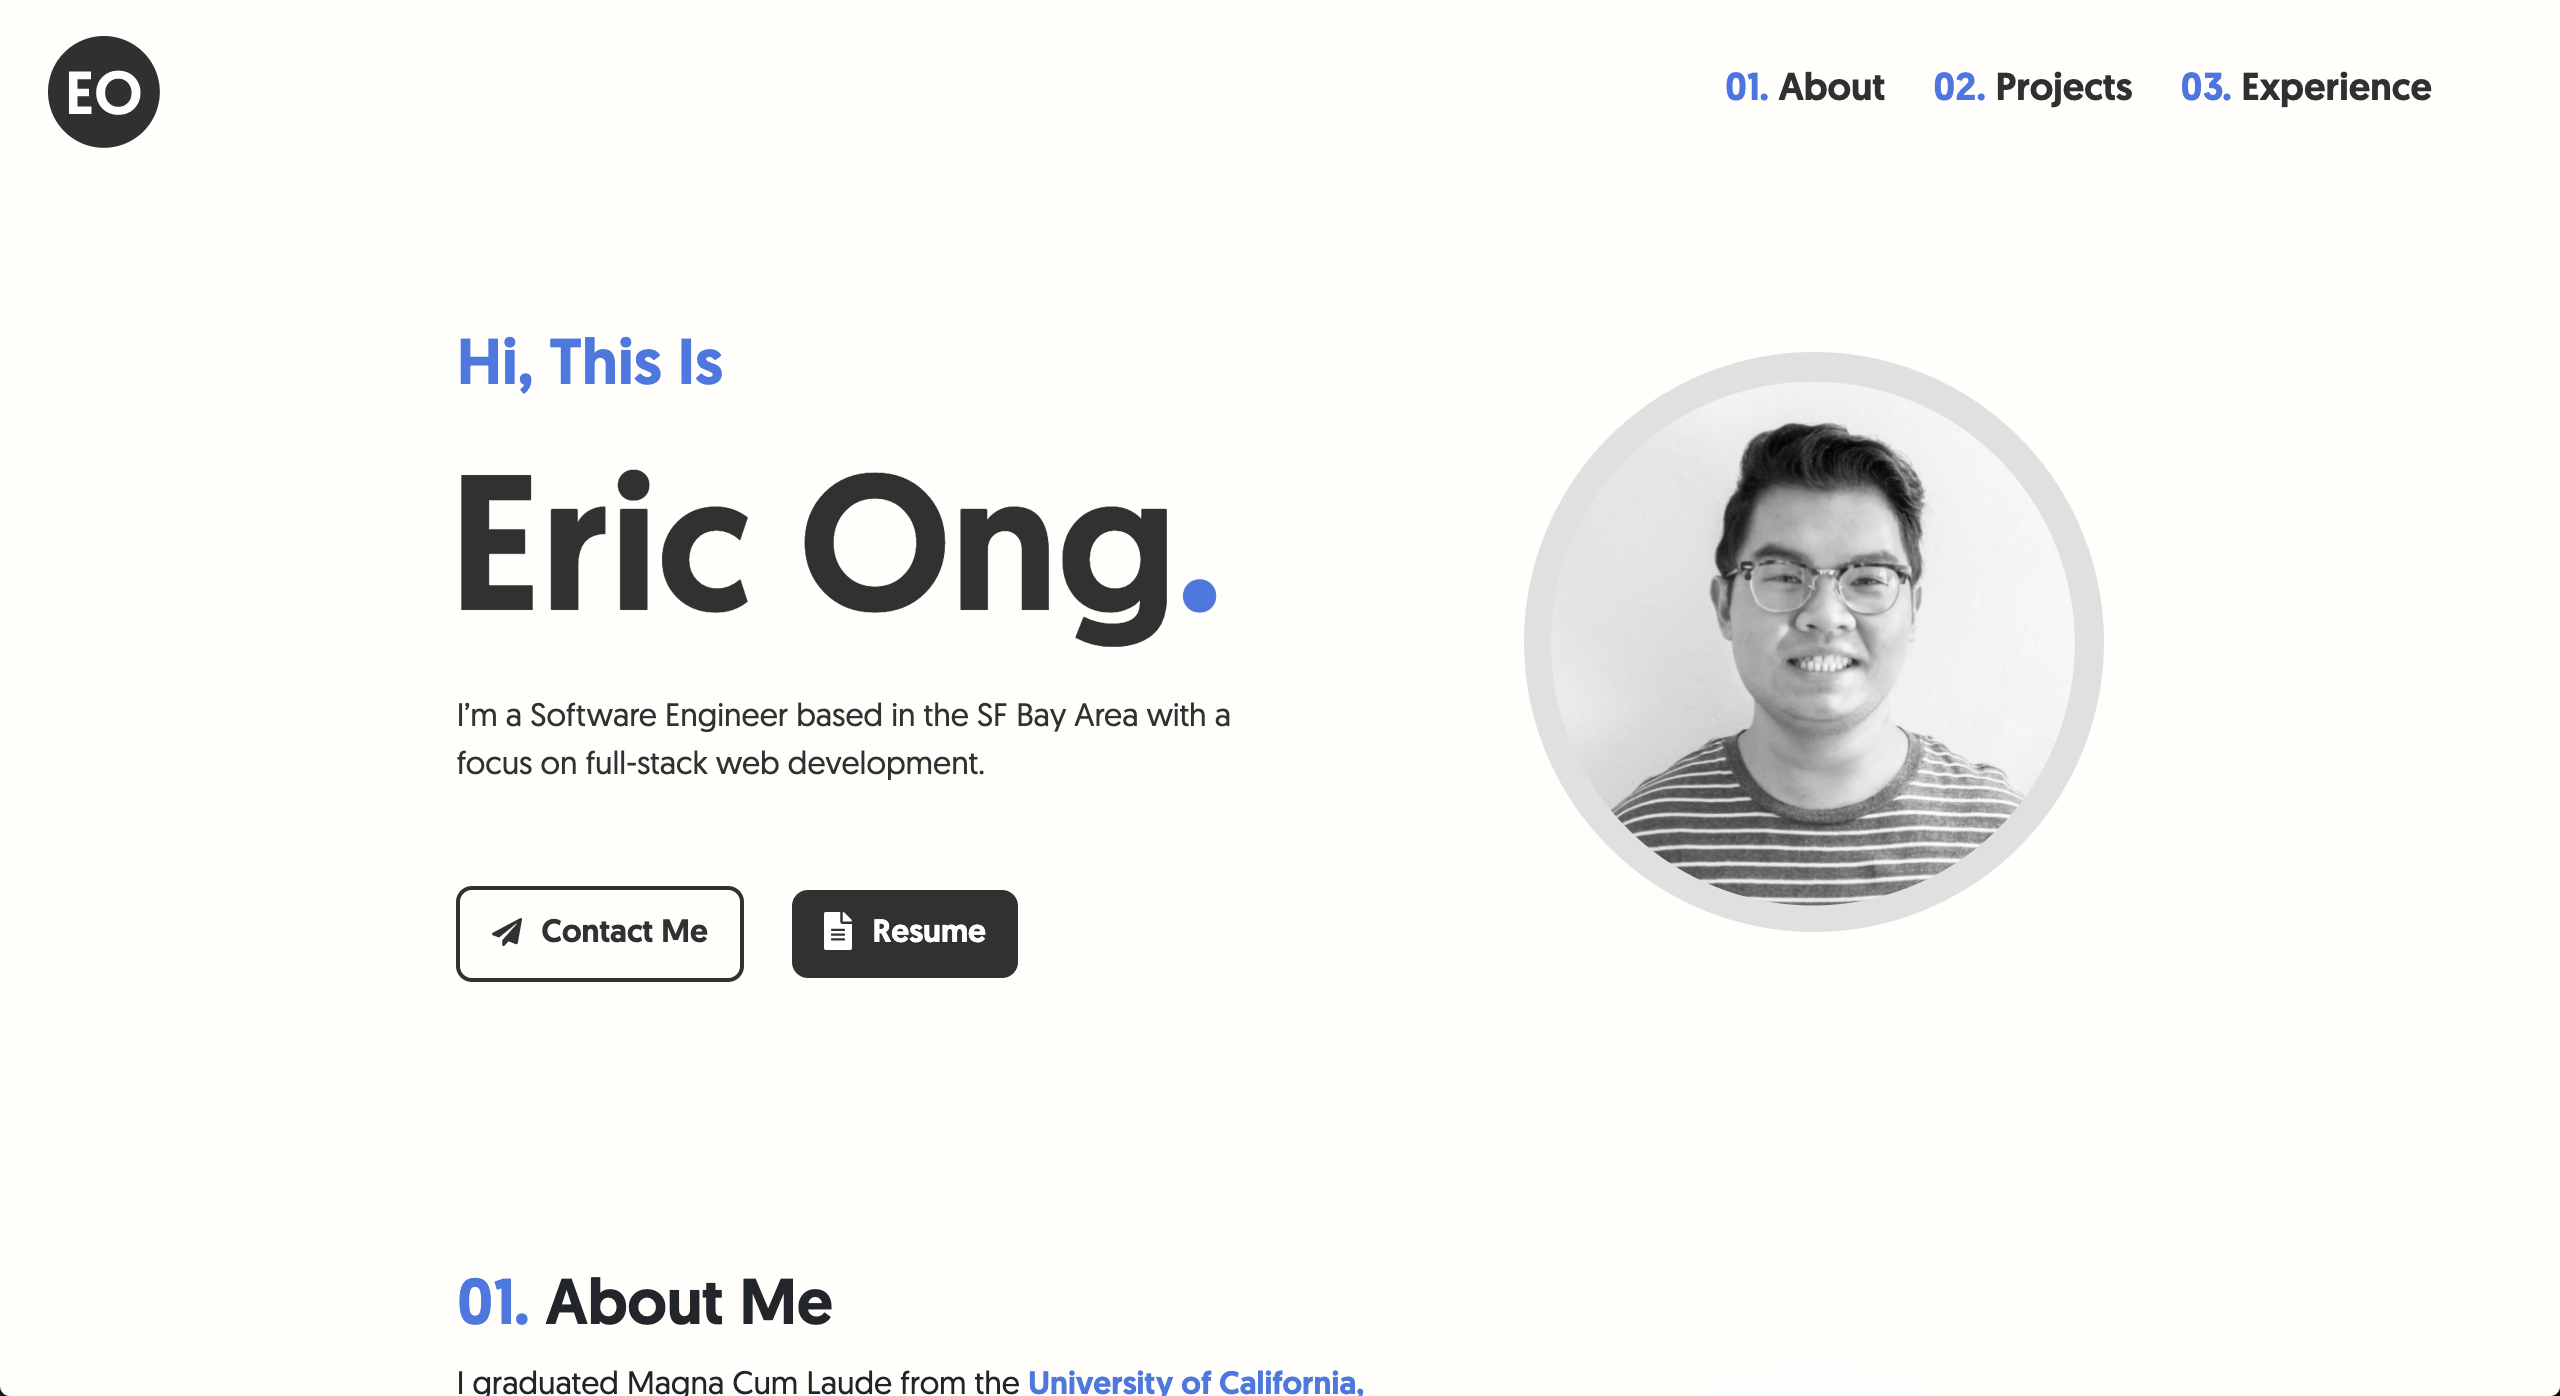 EO
01. About 02. Projects 03. Experience
Hi, This Is
Eric Ong.
I’m a Software Engineer based in the SF Bay Area with a
focus on full-stack web development.
Contact Me
Resume
01. About Me
I graduated Magna Cum Laude from the University of California,